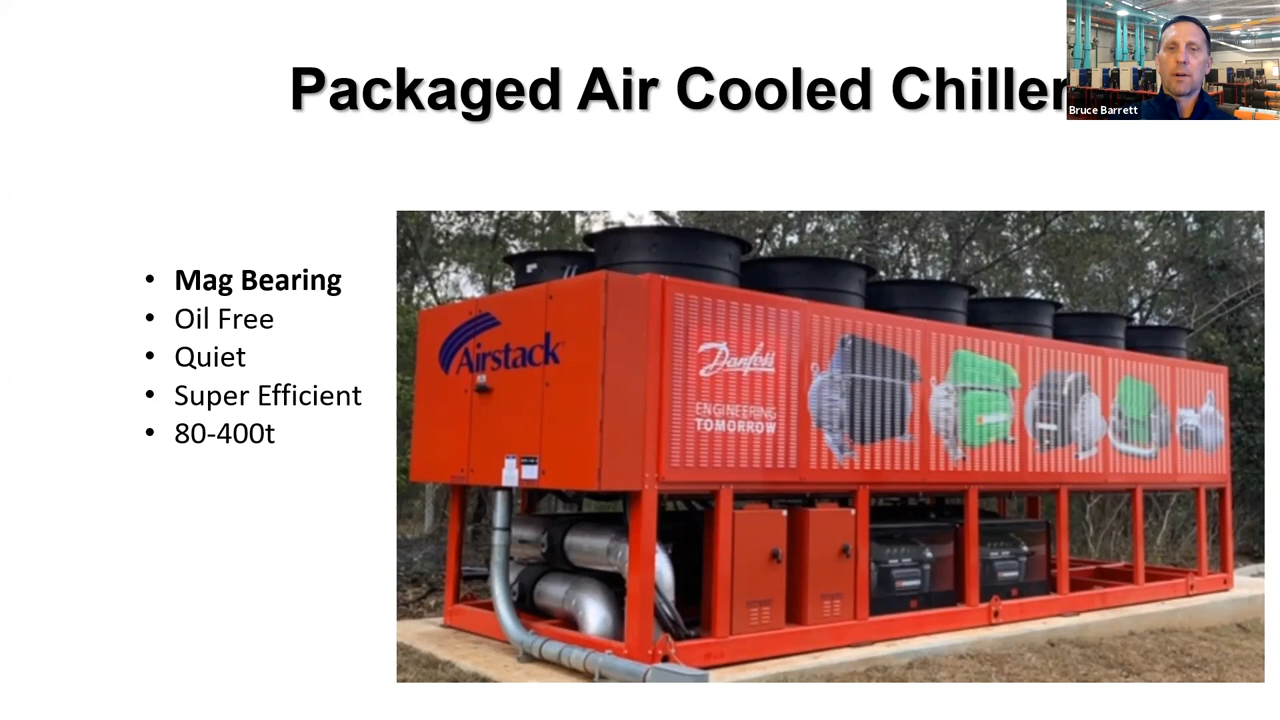 Packaged Air Cooled Chiller
Bruce Barrett
• Mag Bearing
• Oil Free
• Quiet
• Super Efficient
• 80-400t
Airstack
Danfoss
ENGINEERING
TOMORROW